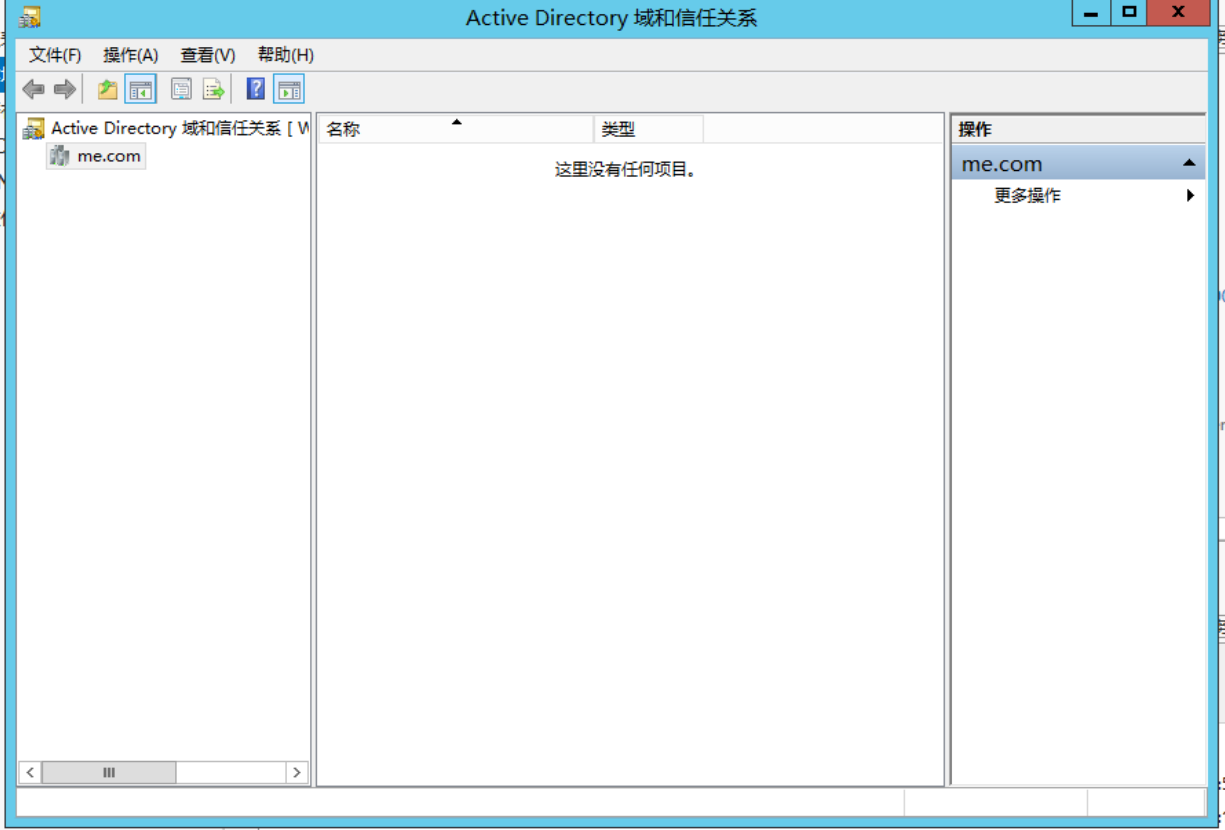 Active Directory 域和信任关系
文件(F) 操作(A) 查看(V) 帮助(H)
Active Directory 域和信任关系 [ W
me.com
名称 类型
这里没有任何项目。
操作
me.com
更多操作